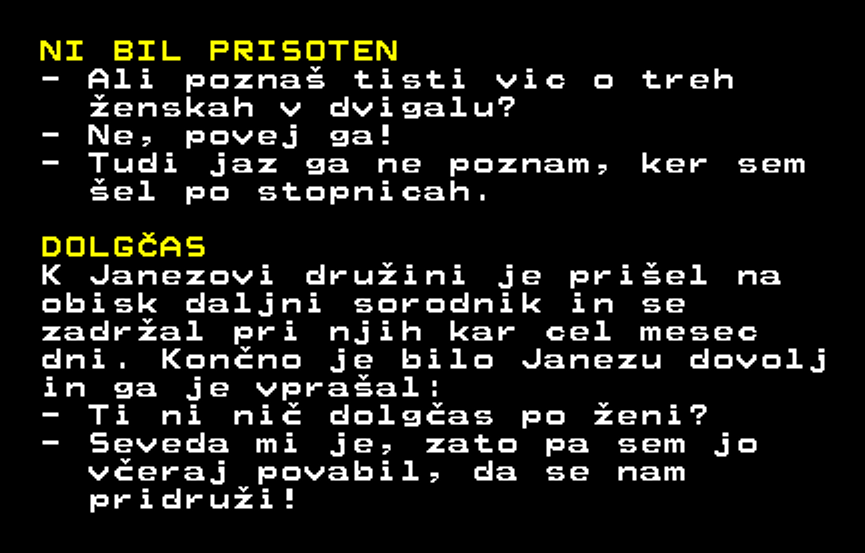 NI BIL PRISOTEN
- Ali poznaš tisti vic o treh
ženskah v dvigalu?
- Ne, povej ga!
- Tudi jaz ga ne poznam, ker sem
šel po stopnicah.
DOLGČAS
K Janezovi družini je prišel na
obisk daljni sorodnik in se
zadržal pri njih kar cel mesec
dni. Končno je bilo Janezu dovolj
in ga je vprašal:
- Ti ni nič dolgčas po ženi?
- Seveda mi je, zato pa sem jo
včeraj povabil, da se nam
pridruži!